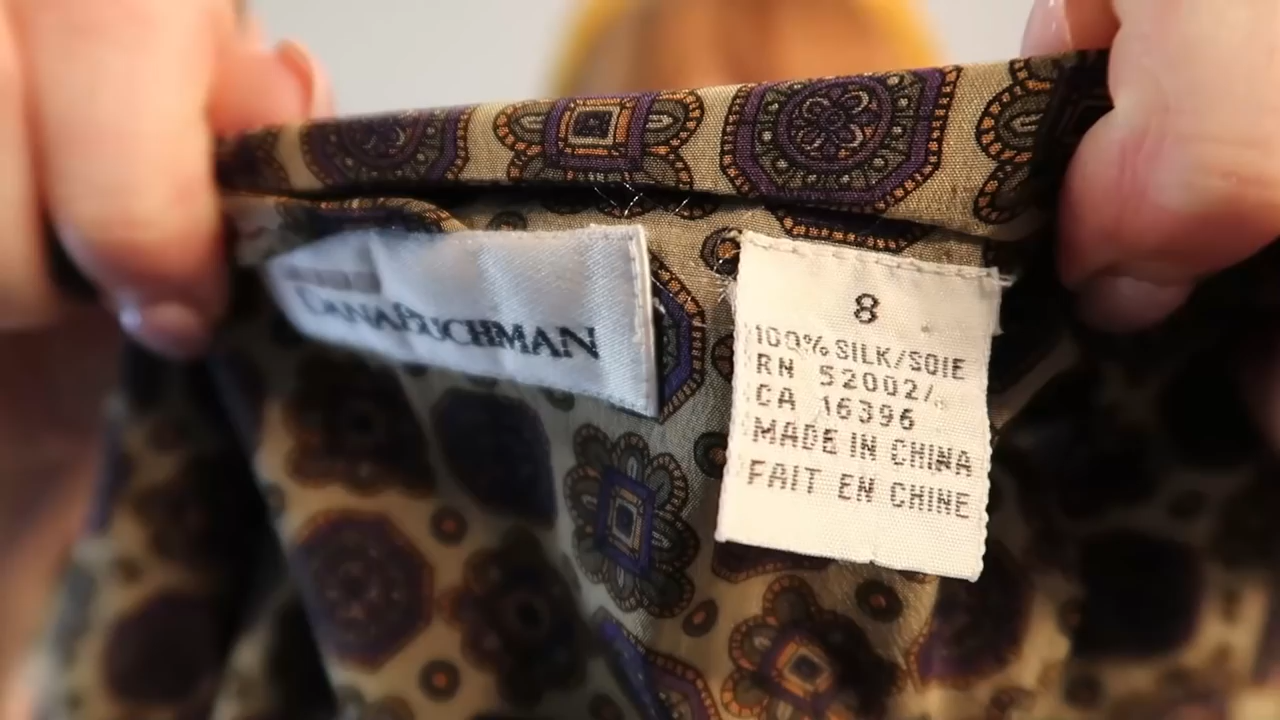 DANA BUCHMAN
8
100% SILK/SOIE
RN 52002/
CA 16396
MADE IN CHINA
FAIT EN CHINE